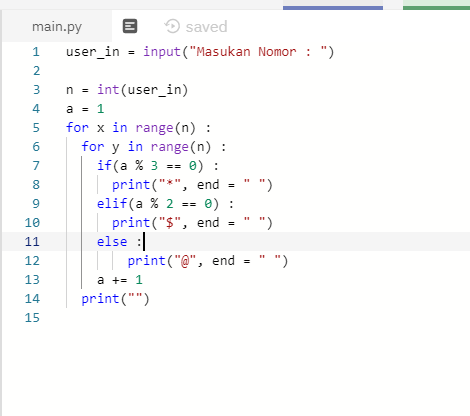 main.py saved
1 user_in = input("Masukan Nomor : ")
2
3 n = int(user_in)
4 a = 1
5 for x in range(n) :
6   for y in range(n) :
7     if(a % 3 == 0) :
8       print("*", end = " ")
9     elif(a % 2 == 0) :
10       print("$", end = " ")
11     else :
12         print("@", end = " ")
13     a += 1
14   print("")
15